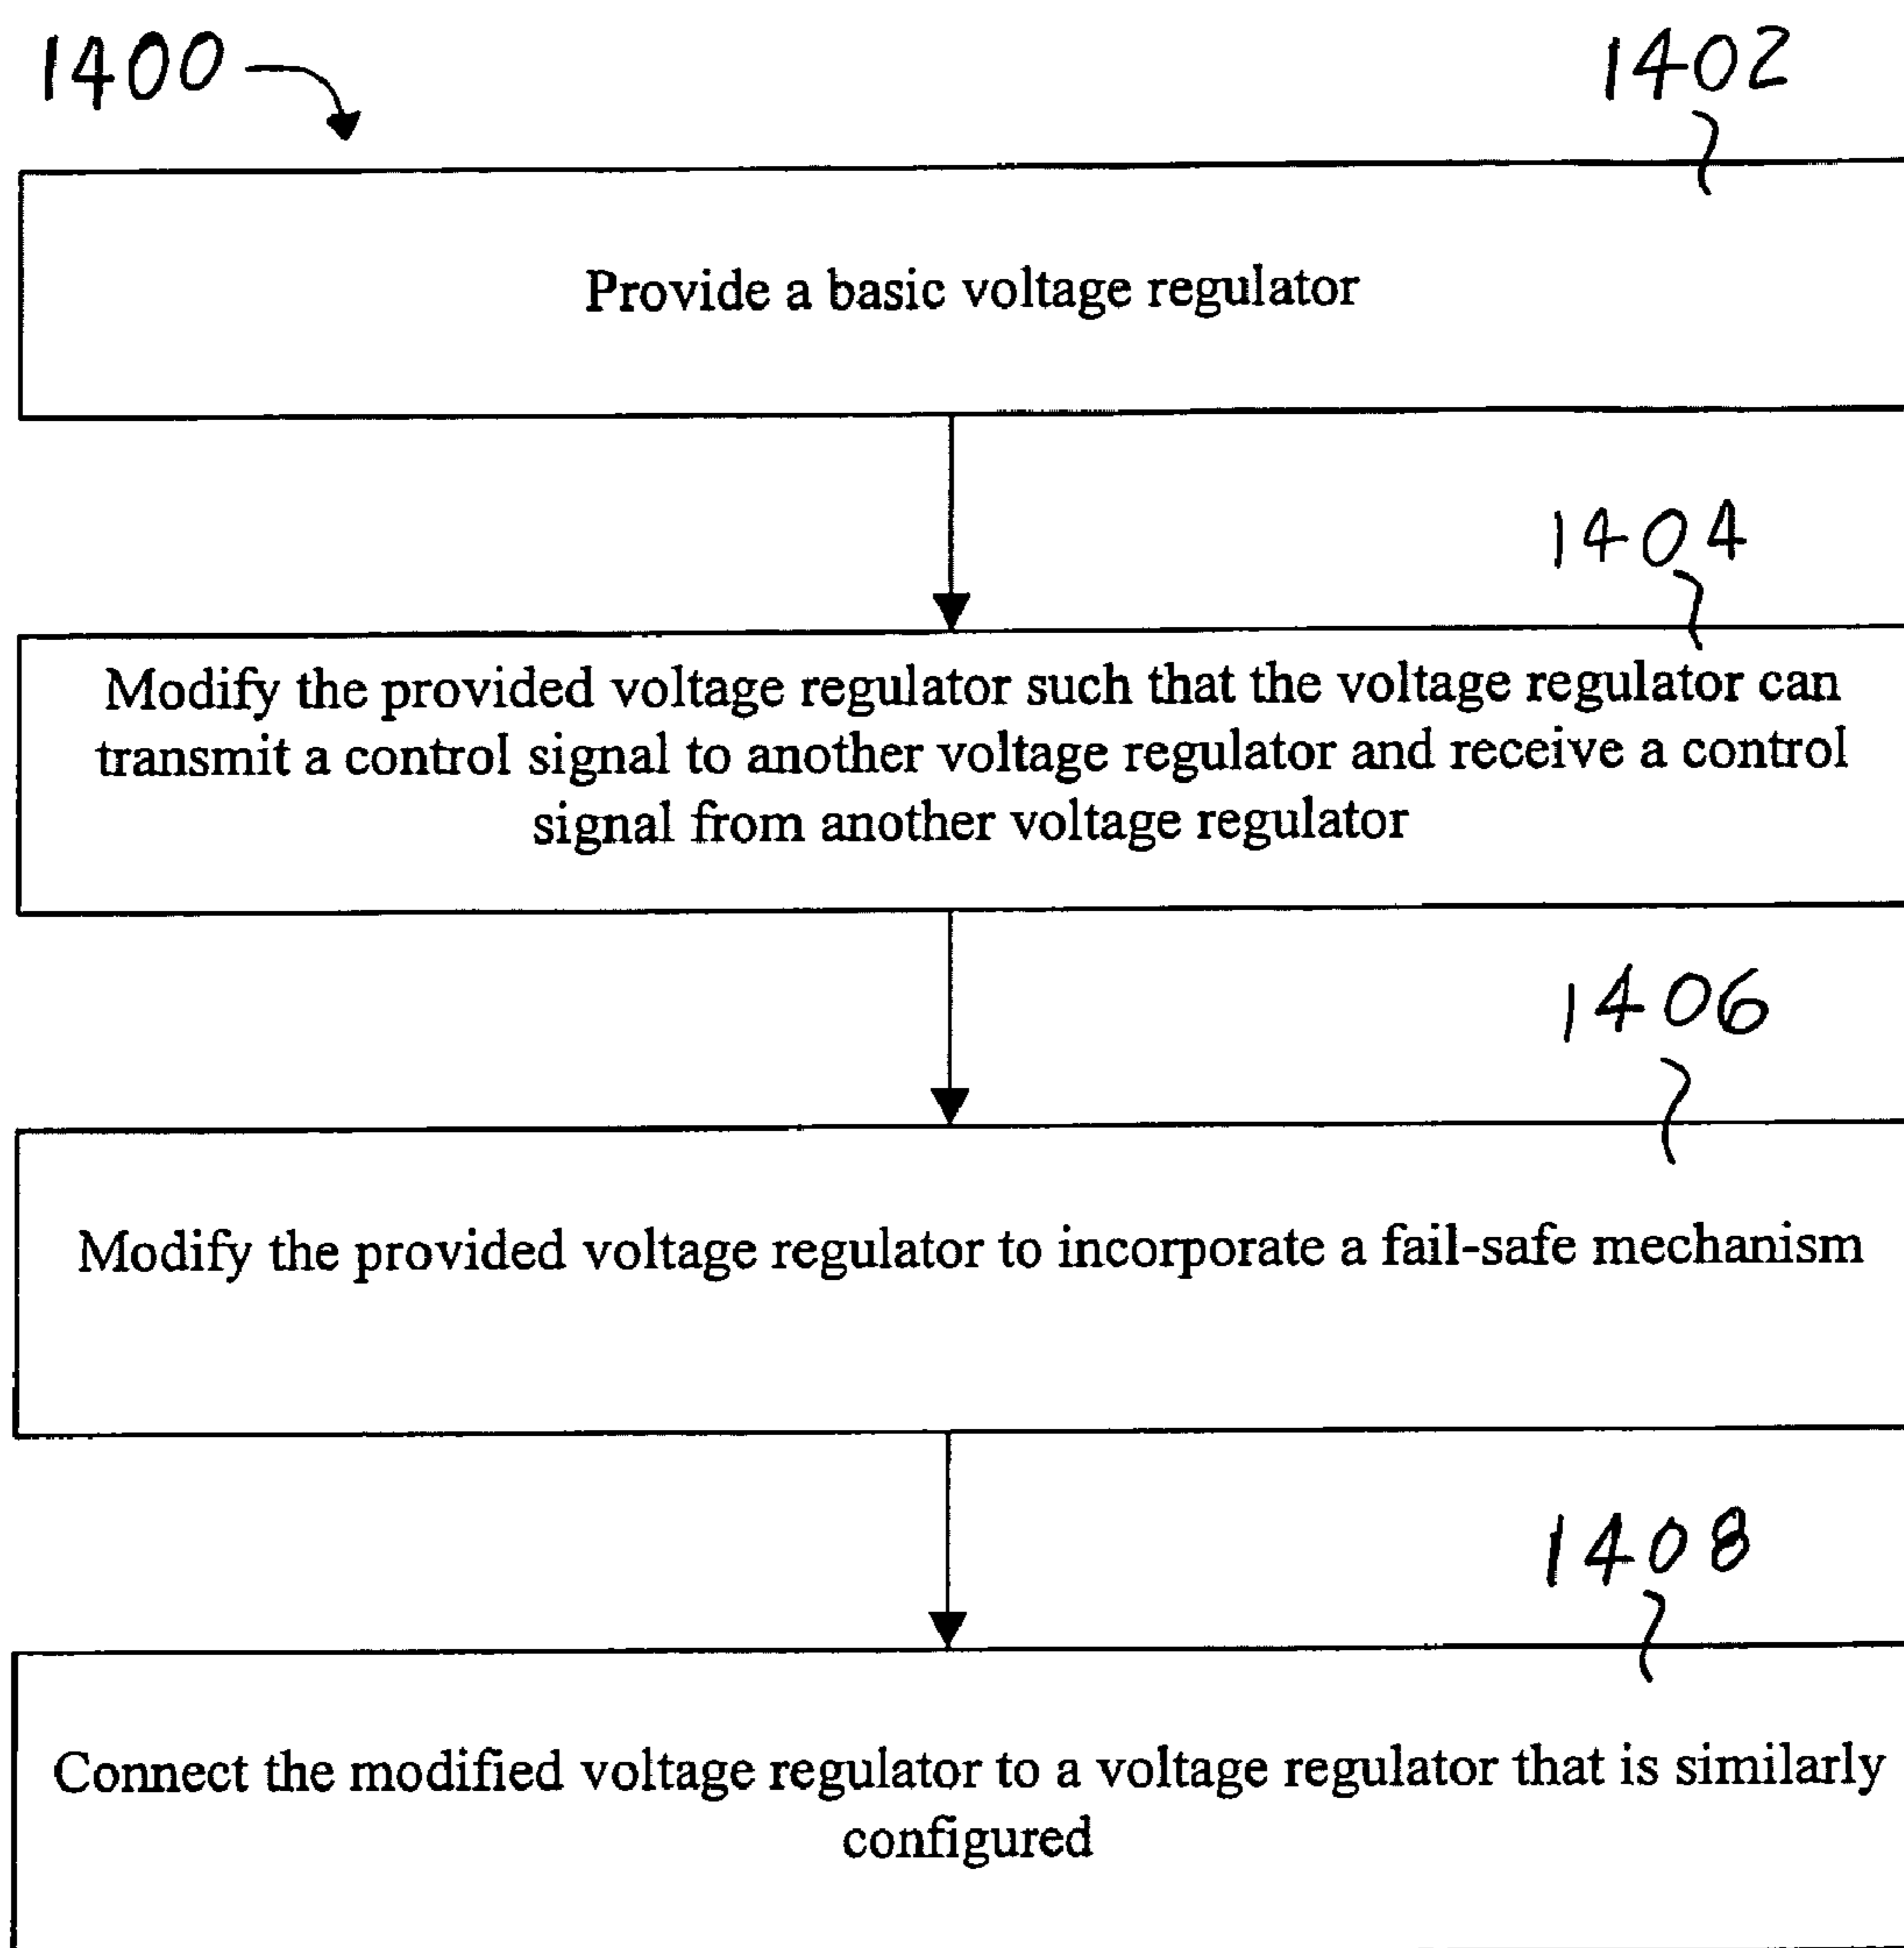 1400
1402
Provide a basic voltage regulator
1404
Modify the provided voltage regulator such that the voltage regulator can
transmit a control signal to another voltage regulator and receive a control
signal from another voltage regulator
1406
Modify the provided voltage regulator to incorporate a fail-safe mechanism
1408
Connect the modified voltage regulator to a voltage regulator that is similarly
configured